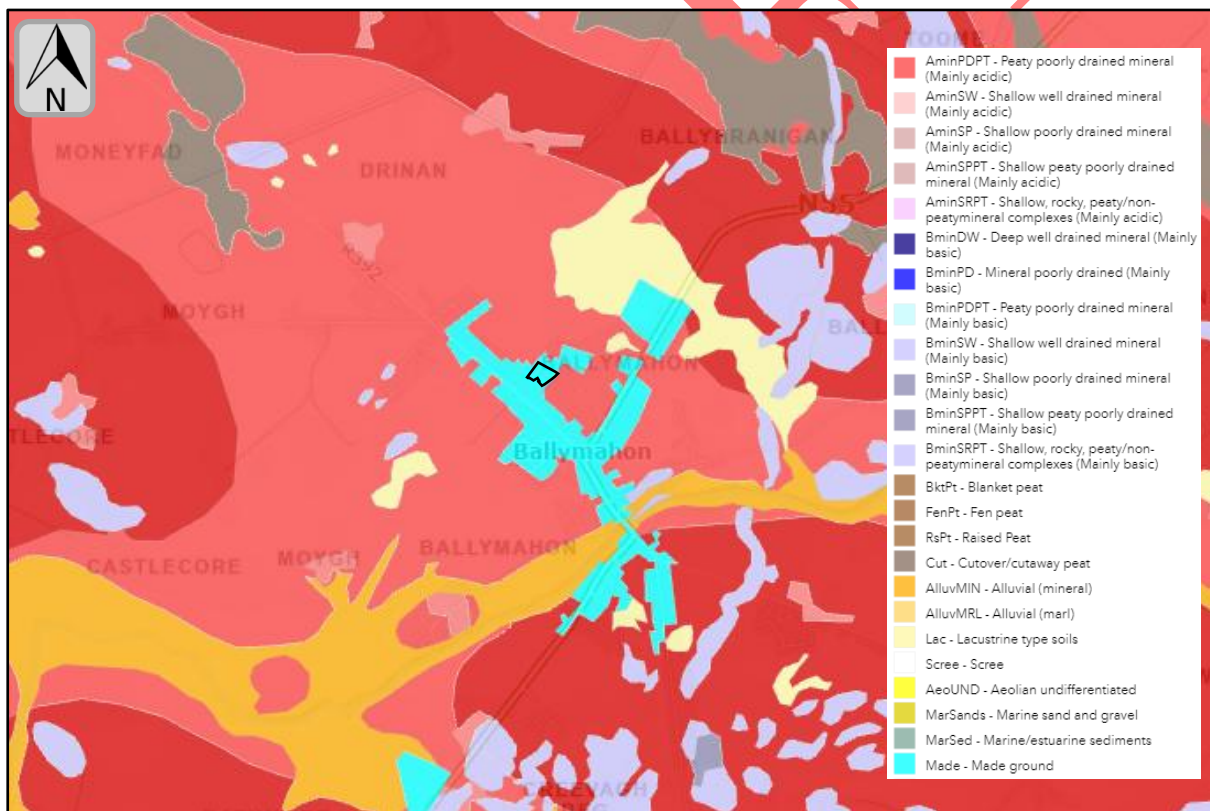 N
TOOME
BALLYBRANIGAN
MONEYFAD
DRINAN
N55
R392
MOYGH
BALLYMAHON
Ballymahon
CASTLECORE
MOYGH
BALLYMAHON
CREEVAGH
BEG
AminPDPT - Peaty poorly drained mineral
(Mainly acidic)
AminSW - Shallow well drained mineral
(Mainly acidic)
AminSP - Shallow poorly drained mineral
(Mainly acidic)
AminSPPT - Shallow peaty poorly drained
mineral (Mainly acidic)
AminSRPT - Shallow, rocky, peaty/non-
peatymineral complexes (Mainly acidic)
BminDW - Deep well drained mineral (Mainly
basic)
BminPD - Mineral poorly drained (Mainly
basic)
BminPDPT - Peaty poorly drained mineral
(Mainly basic)
BminSW - Shallow well drained mineral
(Mainly basic)
BminSP - Shallow poorly drained mineral
(Mainly basic)
BminSPPT - Shallow peaty poorly drained
mineral (Mainly basic)
BminSRPT - Shallow, rocky, peaty/non-
peatymineral complexes (Mainly basic)
BktPt - Blanket peat
FenPt - Fen peat
RsPt - Raised Peat
Cut - Cutover/cutaway peat
AlluvMIN - Alluvial (mineral)
AlluvMRL - Alluvial (marl)
Lac - Lacustrine type soils
Scree - Scree
AeoUND - Aeolian undifferentiated
MarSands - Marine sand and gravel
MarSed - Marine/estuarine sediments
Made - Made ground